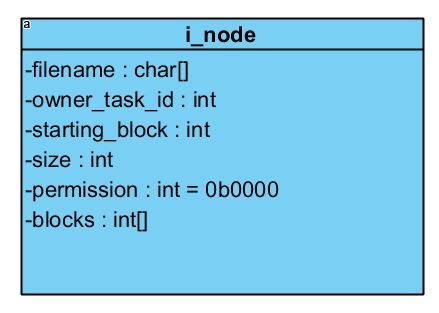 a
i_node
-filename : char[]
-owner_task_id : int
-starting_block : int
-size : int
-permission : int = 0b0000
-blocks : int[]